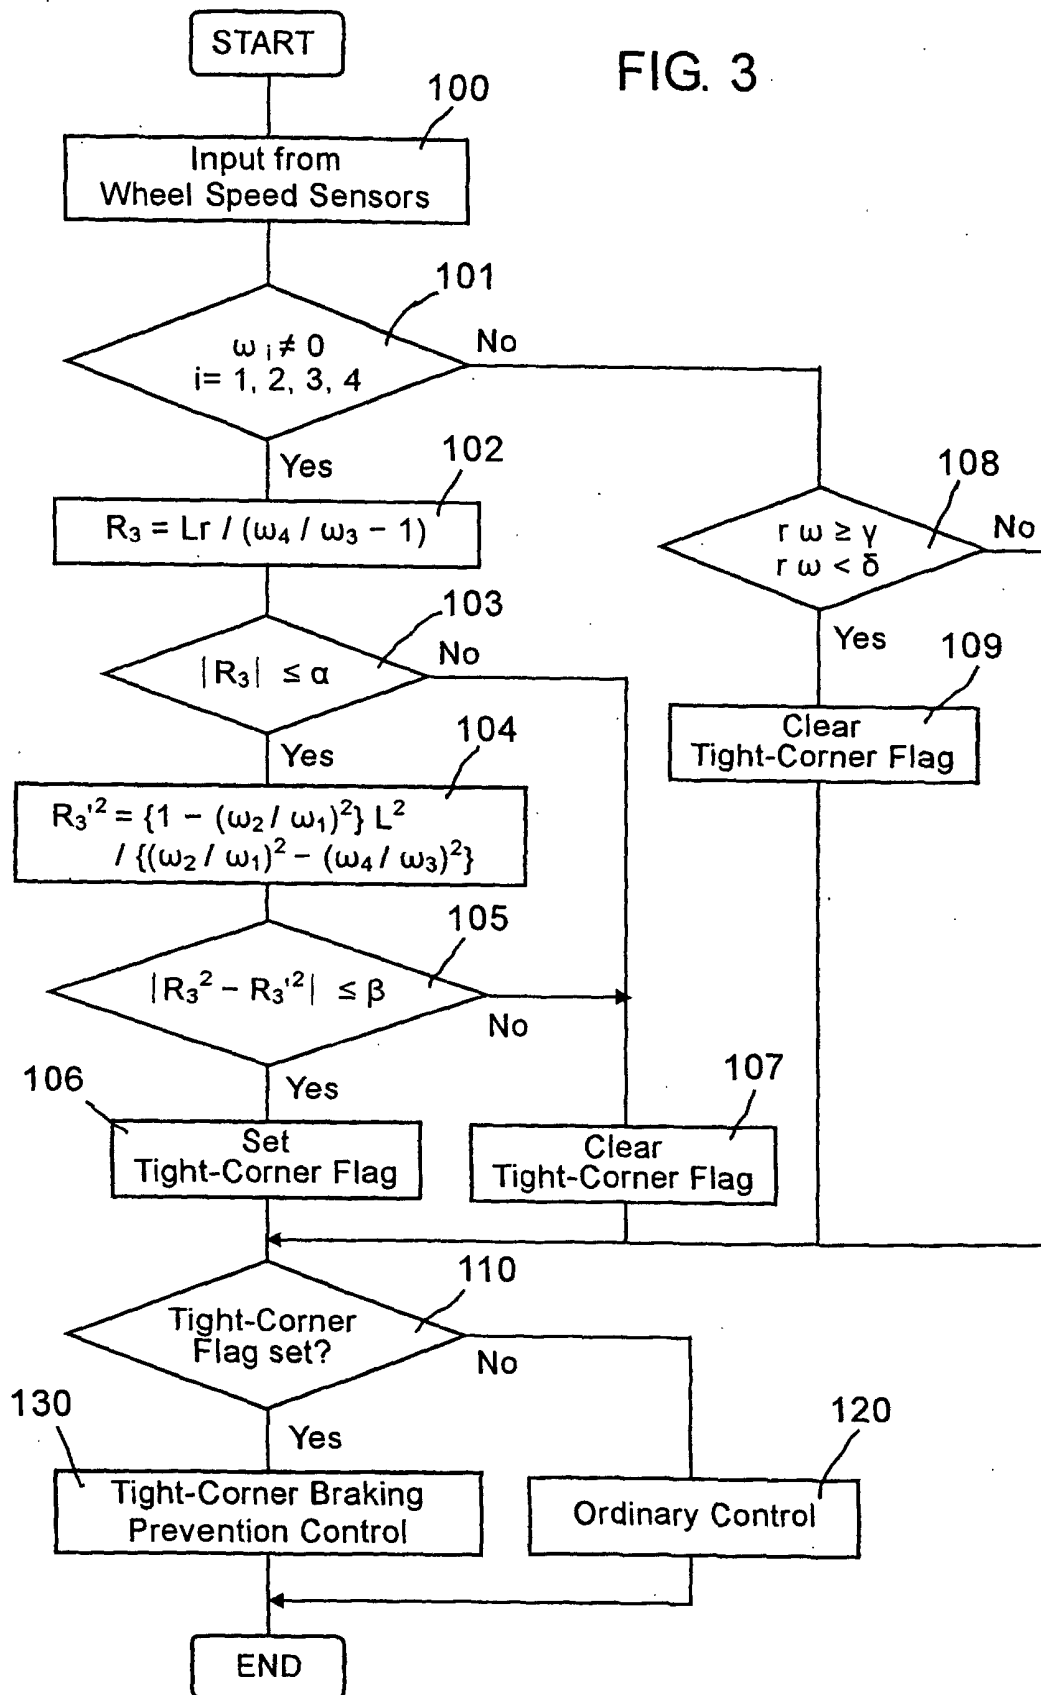 START
FIG. 3
100
Input from
Wheel Speed Sensors
101
ω i ≠ 0
i= 1, 2, 3, 4
No
Yes
102
R₃ = Lr / (ω₄ / ω₃ − 1)
108
r ω ≥ γ
r ω < δ
No
Yes
103
|R₃| ≤ α
No
Yes
109
Clear
Tight-Corner Flag
104
R₃'² = {1 − (ω₂ / ω₁)²} L²
/ {(ω₂ / ω₁)² − (ω₄ / ω₃)²}
105
|R₃² − R₃'²| ≤ β
No
Yes
106
Set
Tight-Corner Flag
107
Clear
Tight-Corner Flag
110
Tight-Corner
Flag set?
No
Yes
130
Tight-Corner Braking
Prevention Control
120
Ordinary Control
END